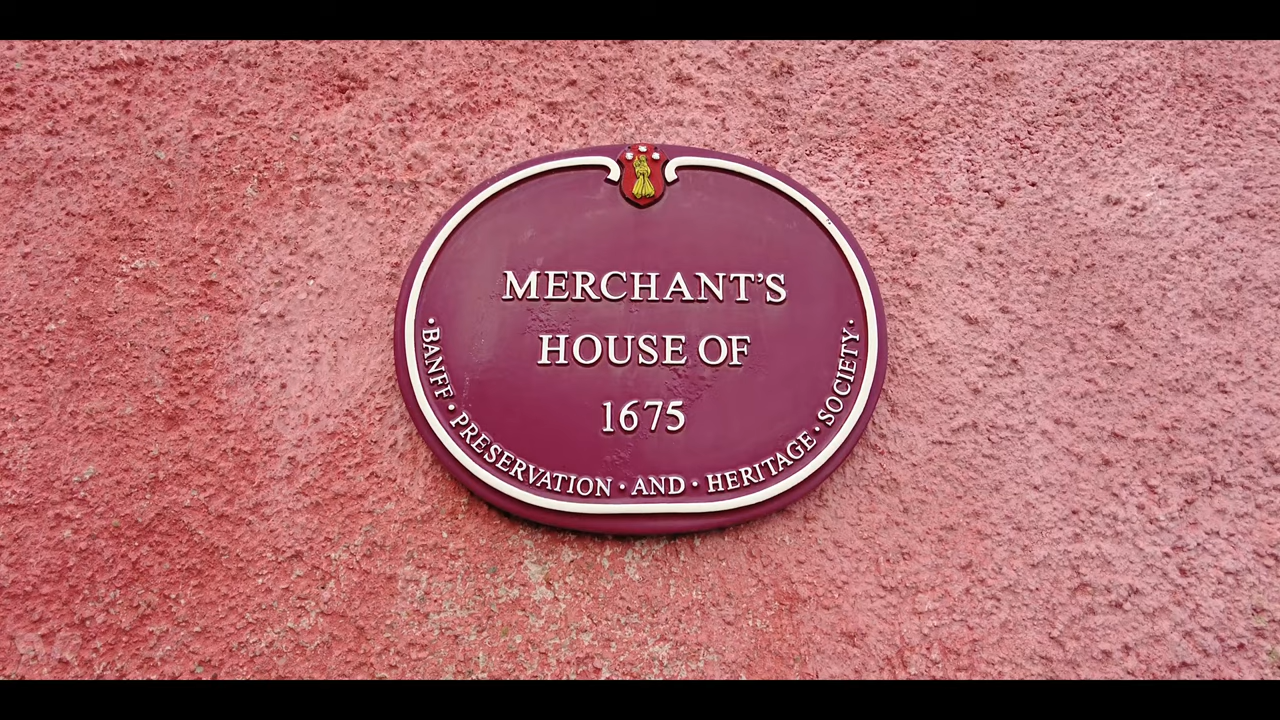 MERCHANT'S
HOUSE OF
1675
· BANFF · PRESERVATION · AND · HERITAGE · SOCIETY ·